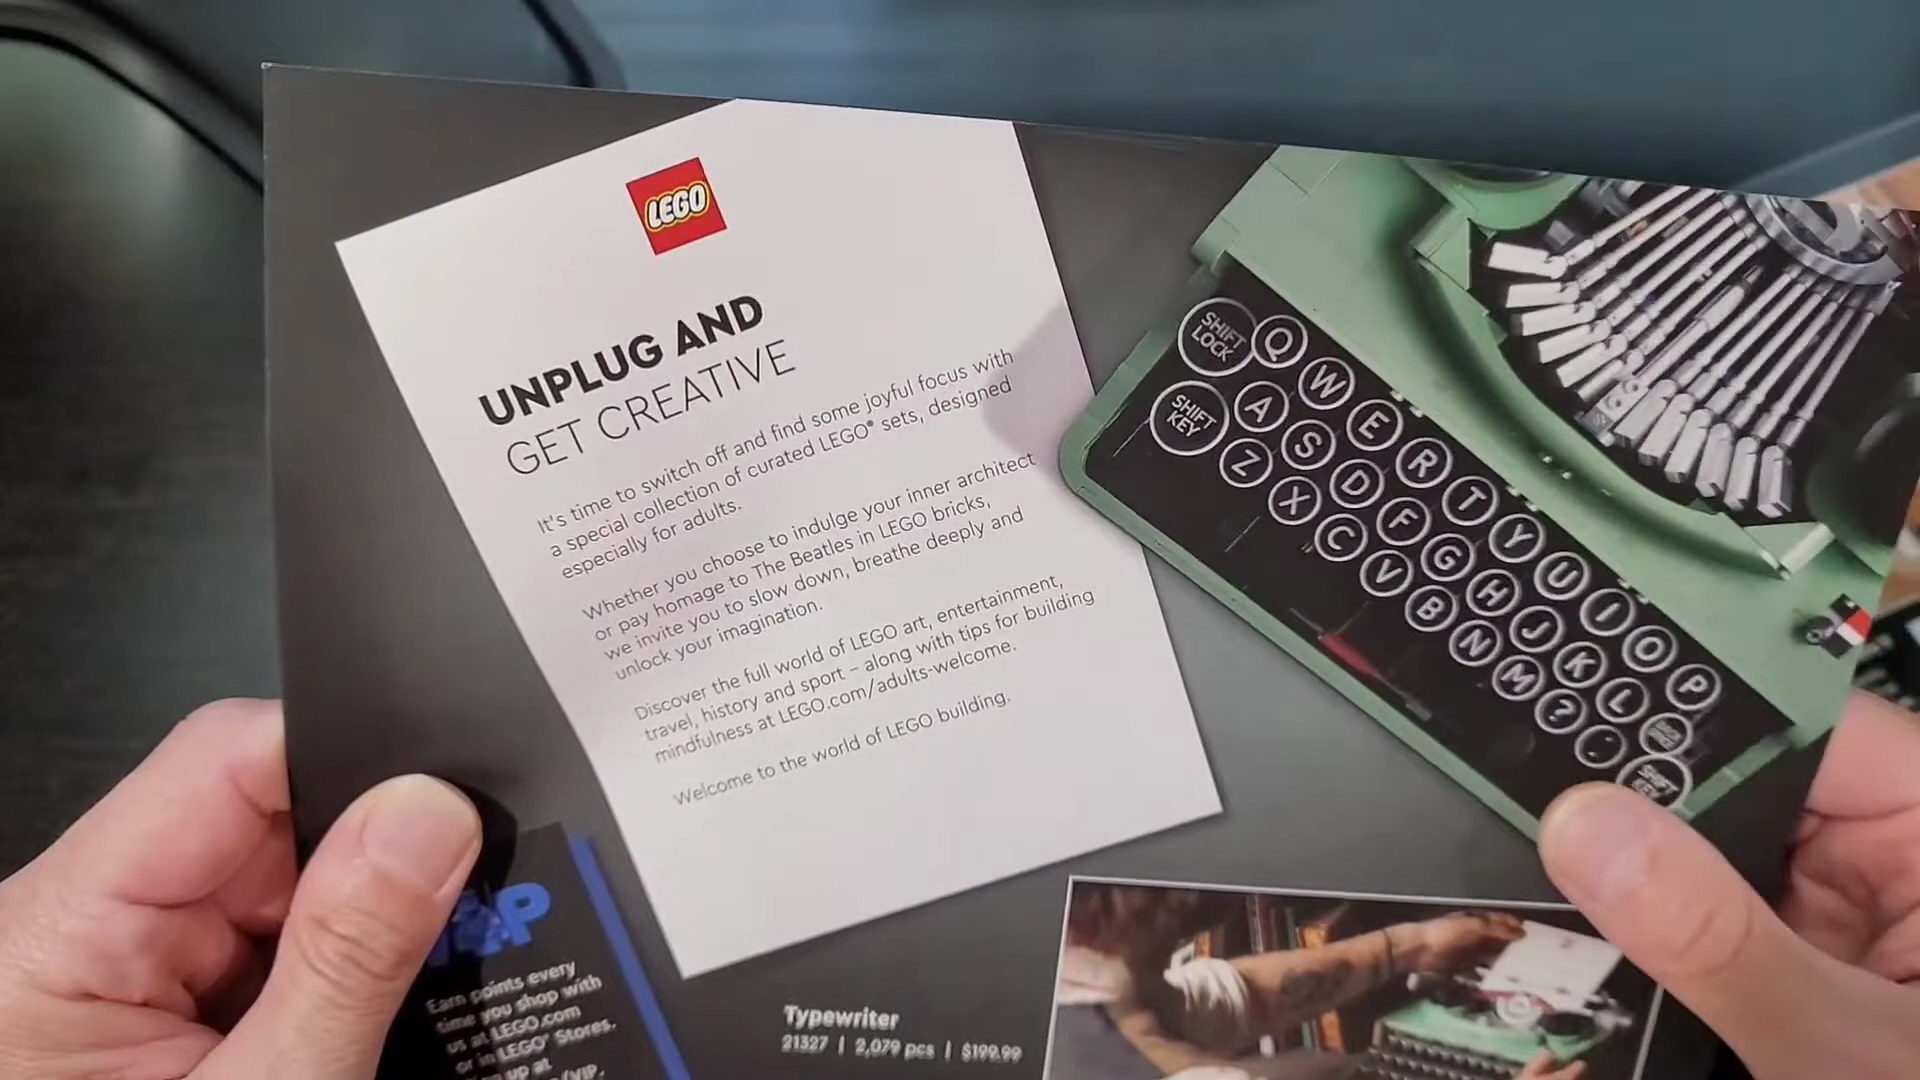 LEGO
UNPLUG AND
GET CREATIVE
It's time to switch off and find some joyful focus with
a special collection of curated LEGO® sets, designed
especially for adults.
Whether you choose to indulge your inner architect
or pay homage to The Beatles in LEGO bricks,
we invite you to slow down, breathe deeply and
unlock your imagination.
Discover the full world of LEGO art, entertainment,
travel, history and sport – along with tips for building
mindfulness at LEGO.com/adults-welcome.
Welcome to the world of LEGO building.
SHIFT
LOCK
Q W E R T Y U I O P
SHIFT
KEY
A S D F G H J K L
Z X C V B N M ? .
SHIFT
Earn points every
time you shop with
us at LEGO.com
or in LEGO® Stores.
up at
/VIP.
Typewriter
21327 | 2,079 pcs | $199.99